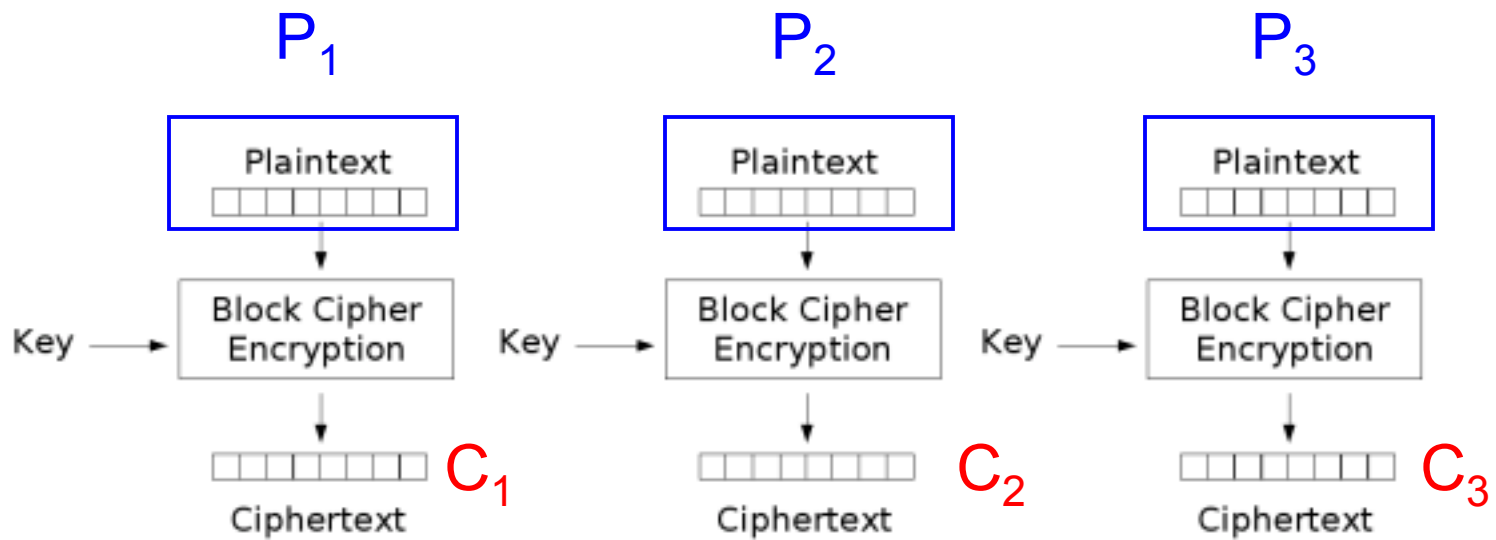 P₁ P₂ P₃
Plaintext Plaintext Plaintext
Block Cipher Block Cipher Block Cipher
Key Encryption Key Encryption Key Encryption
C₁ C₂ C₃
Ciphertext Ciphertext Ciphertext